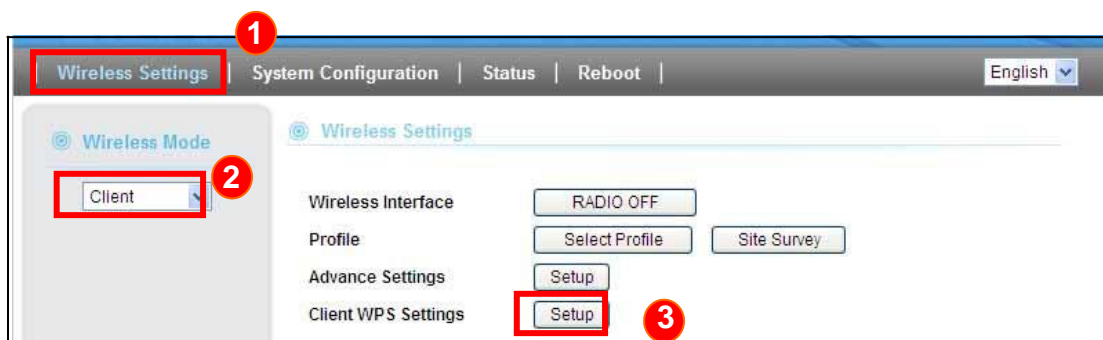 1
Wireless Settings | System Configuration | Status | Reboot | English
Wireless Mode
Client
2
Wireless Settings
Wireless Interface RADIO OFF
Profile Select Profile Site Survey
Advance Settings Setup
Client WPS Settings Setup
3